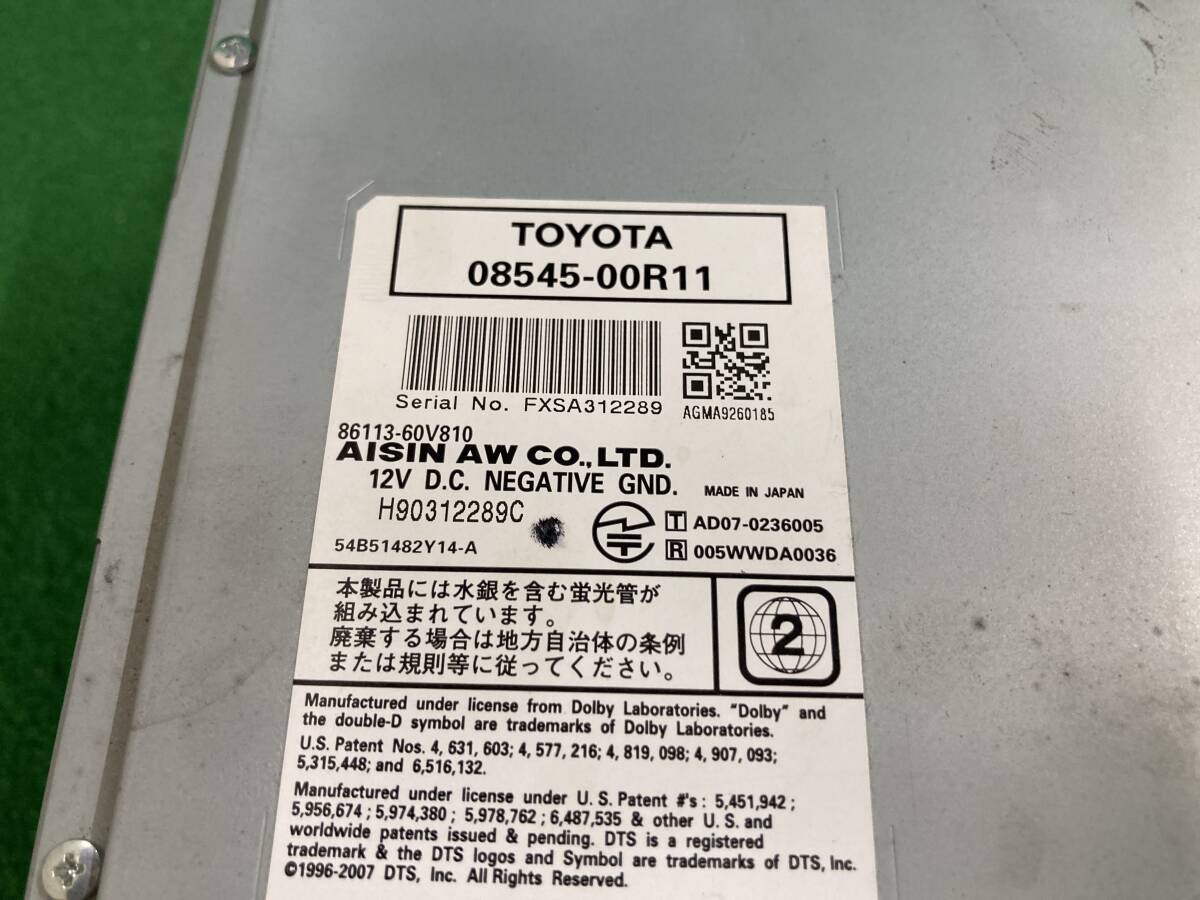 TOYOTA
08545-00R11
Serial No. FXSA312289
AGMA9260185
86113-60V810
AISIN AW CO.,LTD.
12V D.C. NEGATIVE GND.
MADE IN JAPAN
H90312289C
54B51482Y14-A
T AD07-0236005
R 005WWDA0036
本製品には水銀を含む蛍光管が
組み込まれています。
廃棄する場合は地方自治体の条例
または規則等に従ってください。
2
Manufactured under license from Dolby Laboratories. "Dolby" and
the double-D symbol are trademarks of Dolby Laboratories.
U.S. Patent Nos. 4, 631, 603; 4, 577, 216; 4, 819, 098; 4, 907, 093;
5,315,448; and 6,516,132.
Manufactured under license under U. S. Patent #'s : 5,451,942 ;
5,956,674 ; 5,974,380 ; 5,978,762 ; 6,487,535 & other U. S. and
worldwide patents issued & pending. DTS is a registered
trademark & the DTS logos and Symbol are trademarks of DTS, Inc.
©1996-2007 DTS, Inc. All Rights Reserved.